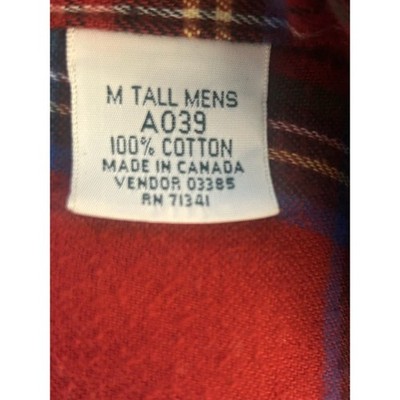 M TALL MENS
A039
100% COTTON
MADE IN CANADA
VENDOR 03385
RN 71341